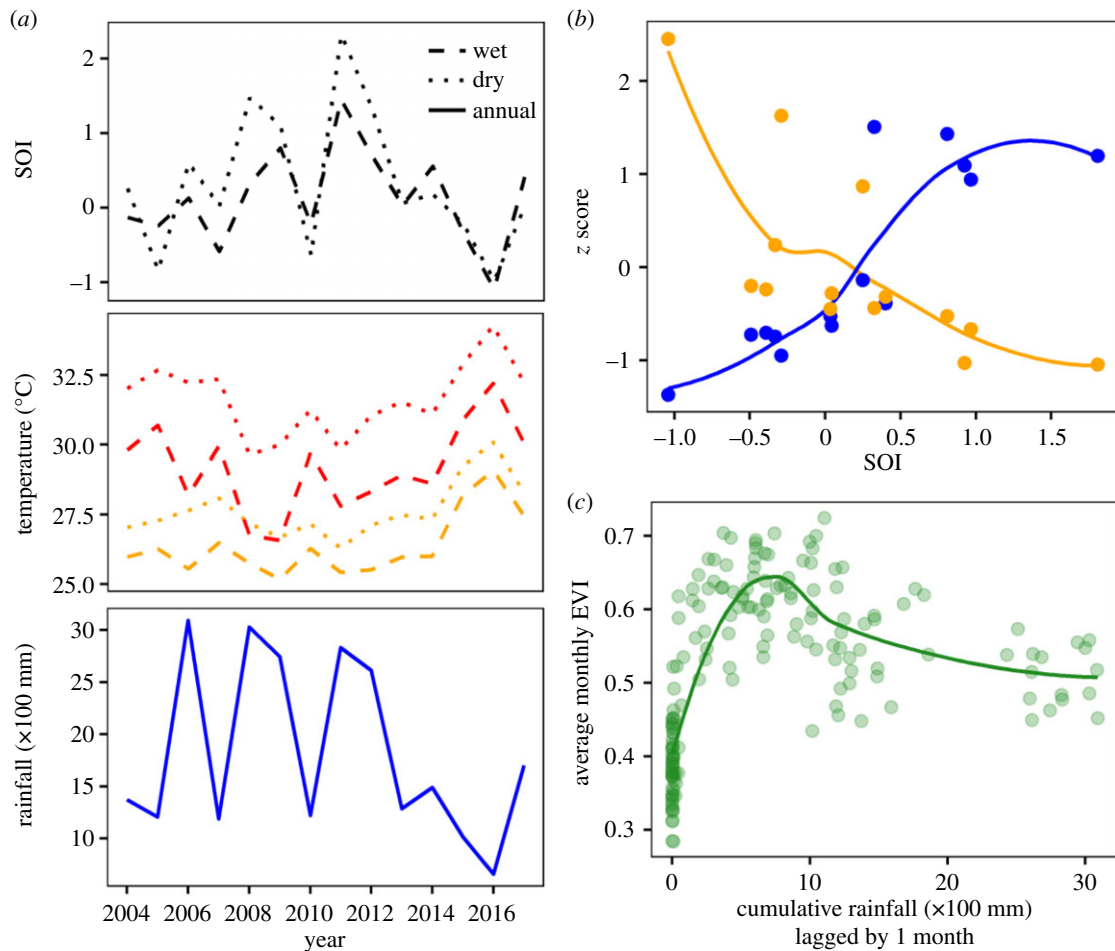 (a)
SOI
2
1
0
−1
wet
dry
annual
temperature (°C)
32.5
30.0
27.5
25.0
rainfall (×100 mm)
30
25
20
15
10
2004 2006 2008 2010 2012 2014 2016
year
(b)
z score
2
1
0
−1
−1.0 −0.5 0 0.5 1.0 1.5
SOI
(c)
average monthly EVI
0.7
0.6
0.5
0.4
0.3
0 10 20 30
cumulative rainfall (×100 mm)
lagged by 1 month